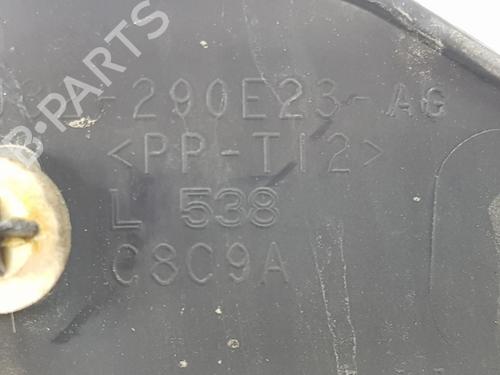 B-PARTS
290E23-AG
<PP-T12>
L 538
C8C9A